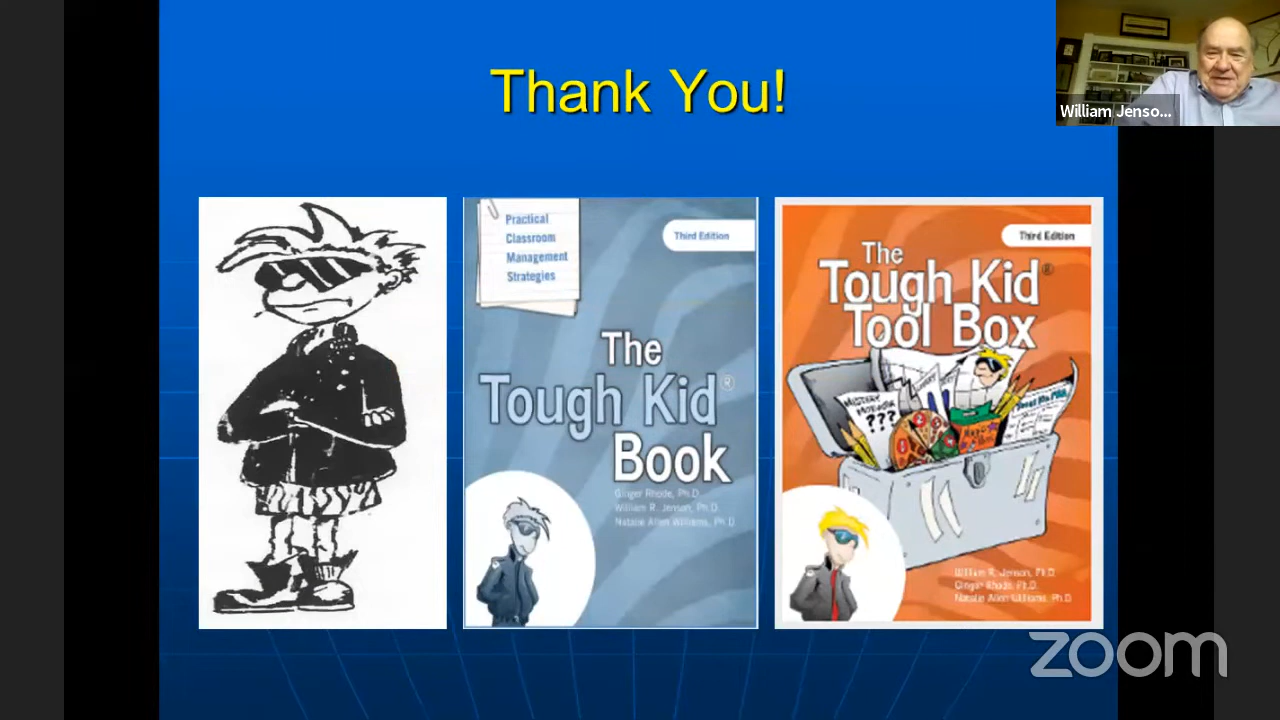 Thank You!
William Jenso...
Practical
Classroom
Management
Strategies
Third Edition
The
Tough Kid®
Book
Ginger Rhode, Ph.D.
William R. Jenson, Ph.D.
Natalie Allen Williams, Ph.D.
Third Edition
The
Tough Kid®
Tool Box
MYSTERY
MOTIVATOR
???
William R. Jenson, Ph.D.
Ginger Rhode, Ph.D.
Natalie Allen Williams, Ph.D.
zoom